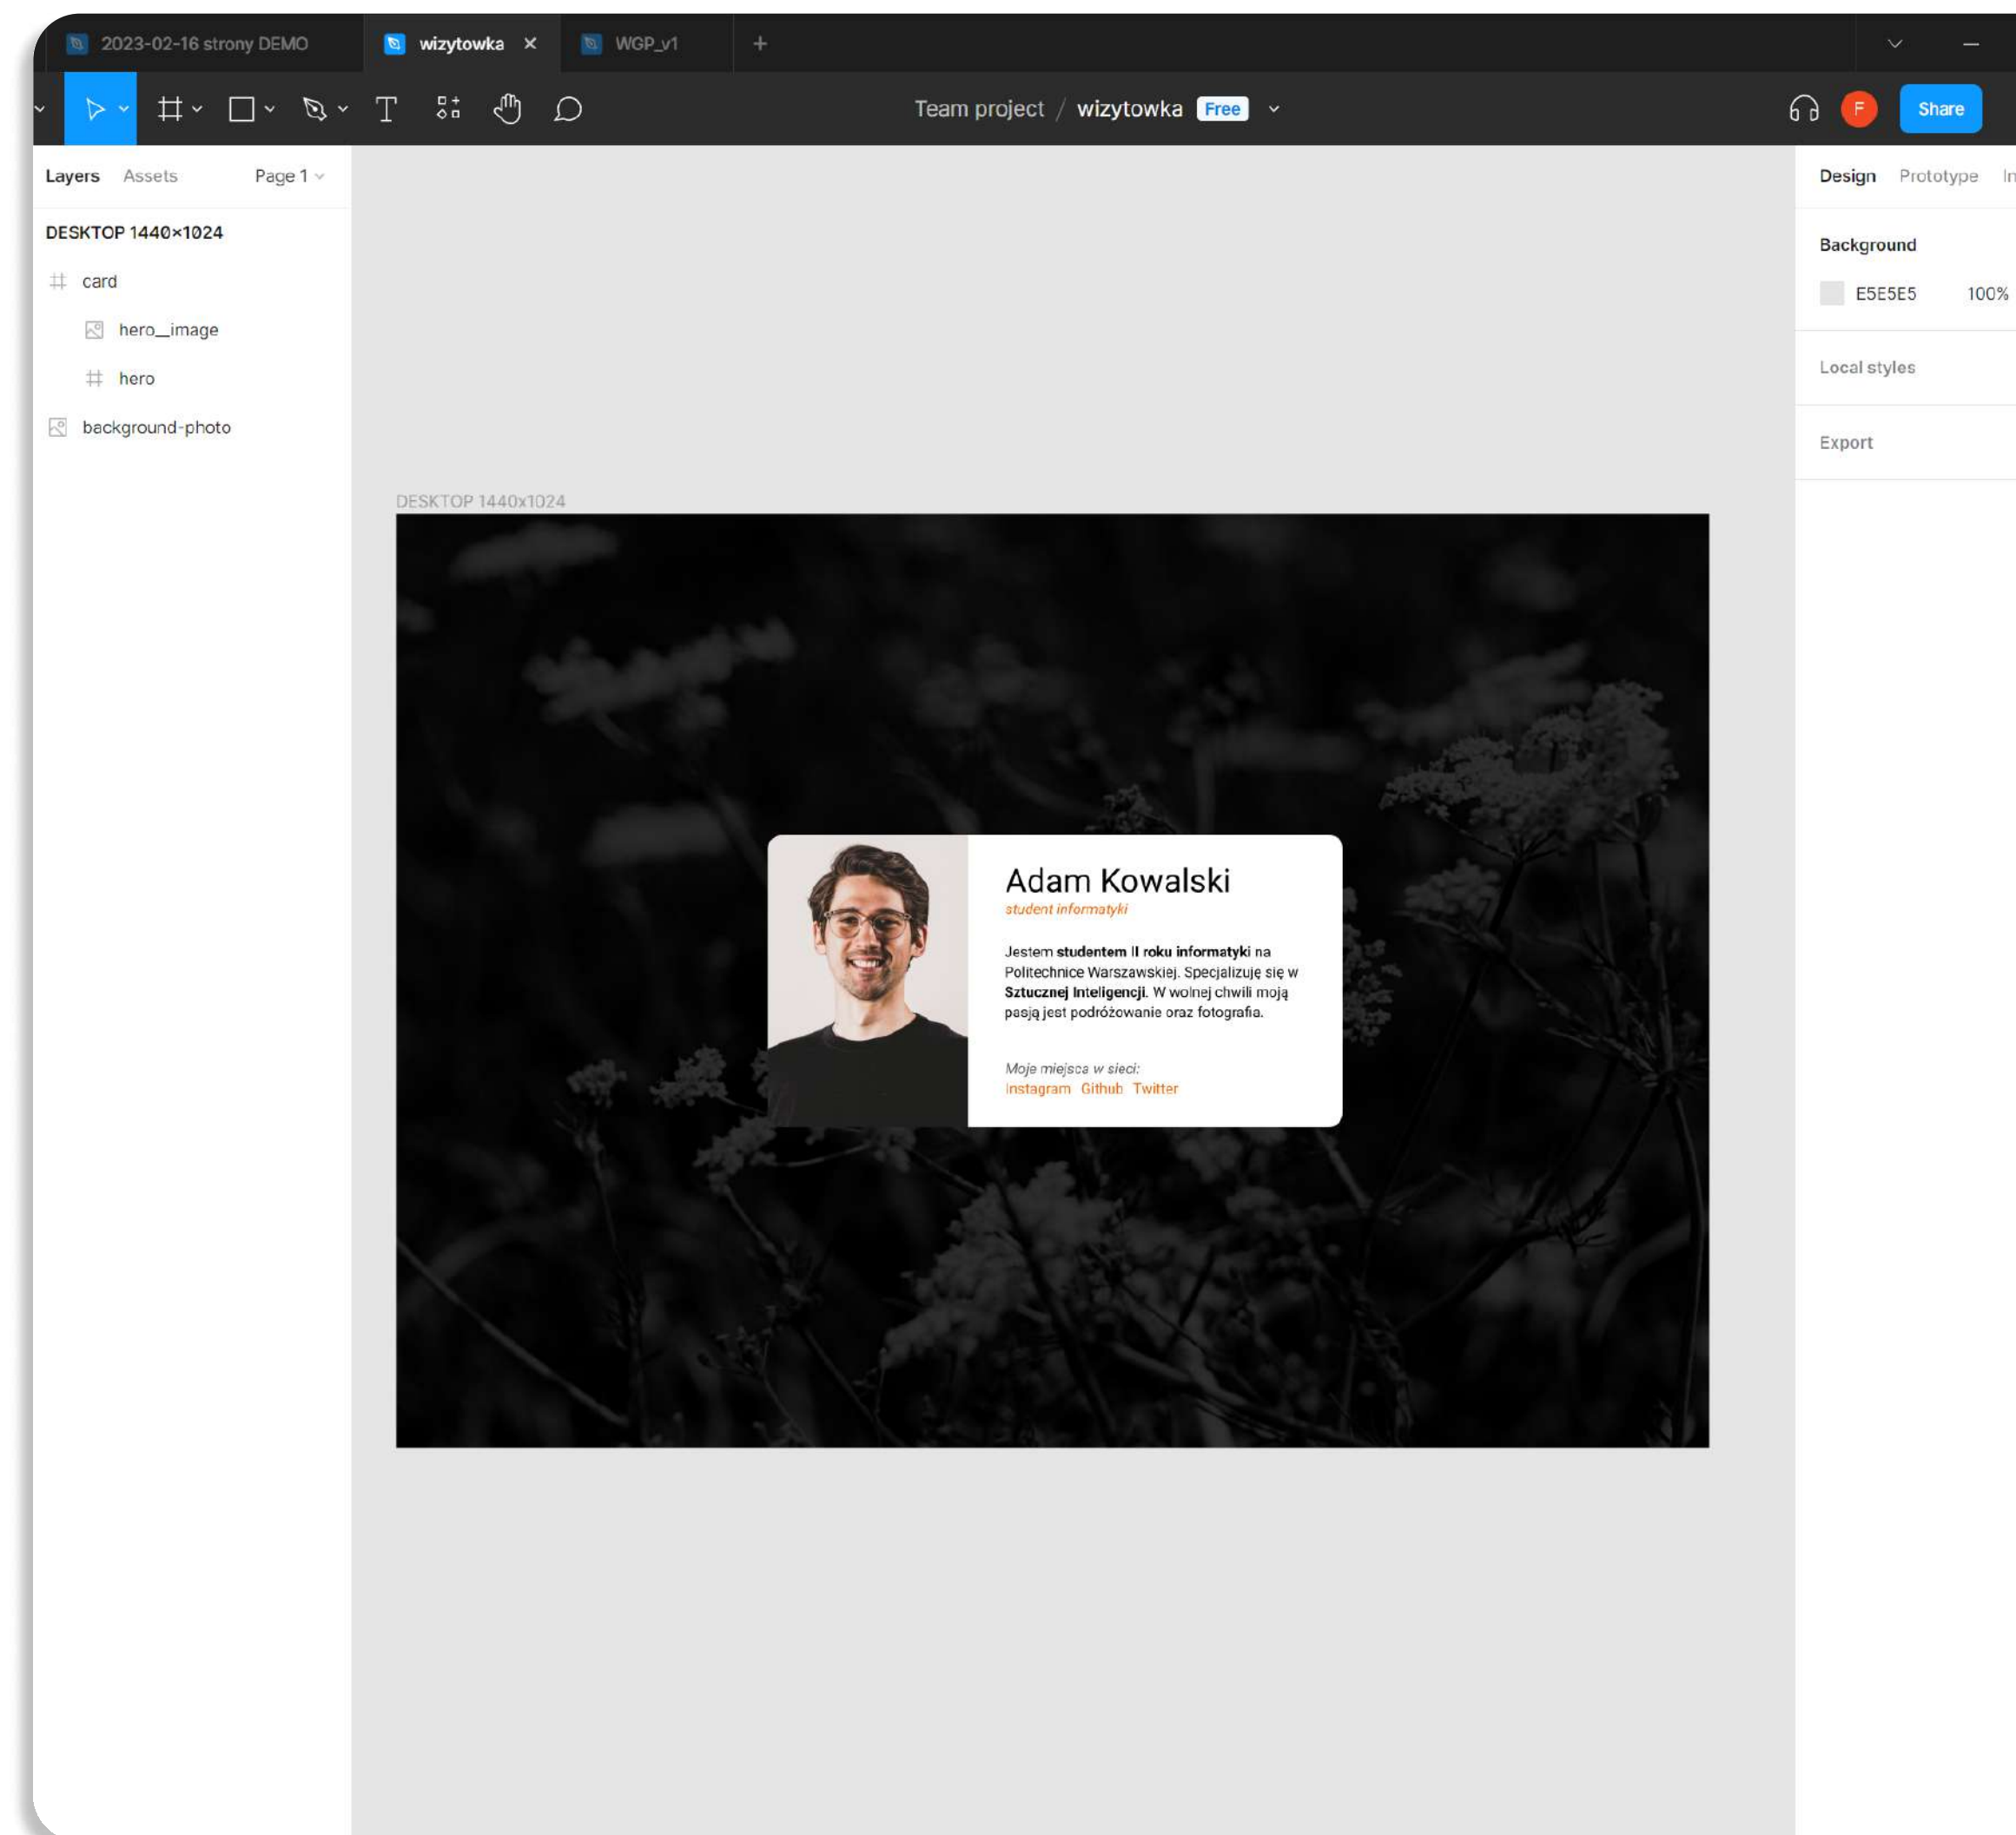 2023-02-16 strony DEMO
wizytowka
WGP_v1
Team project / wizytowka Free
F
Share
Layers Assets Page 1
DESKTOP 1440×1024
card
hero_image
hero
background-photo
DESKTOP 1440x1024
Adam Kowalski
student informatyki
Jestem studentem II roku informatyki na
Politechnice Warszawskiej. Specjalizuję się w
Sztucznej Inteligencji. W wolnej chwili moją
pasją jest podróżowanie oraz fotografia.
Moje miejsca w sieci:
Instagram Github Twitter
Design Prototype In
Background
E5E5E5 100%
Local styles
Export